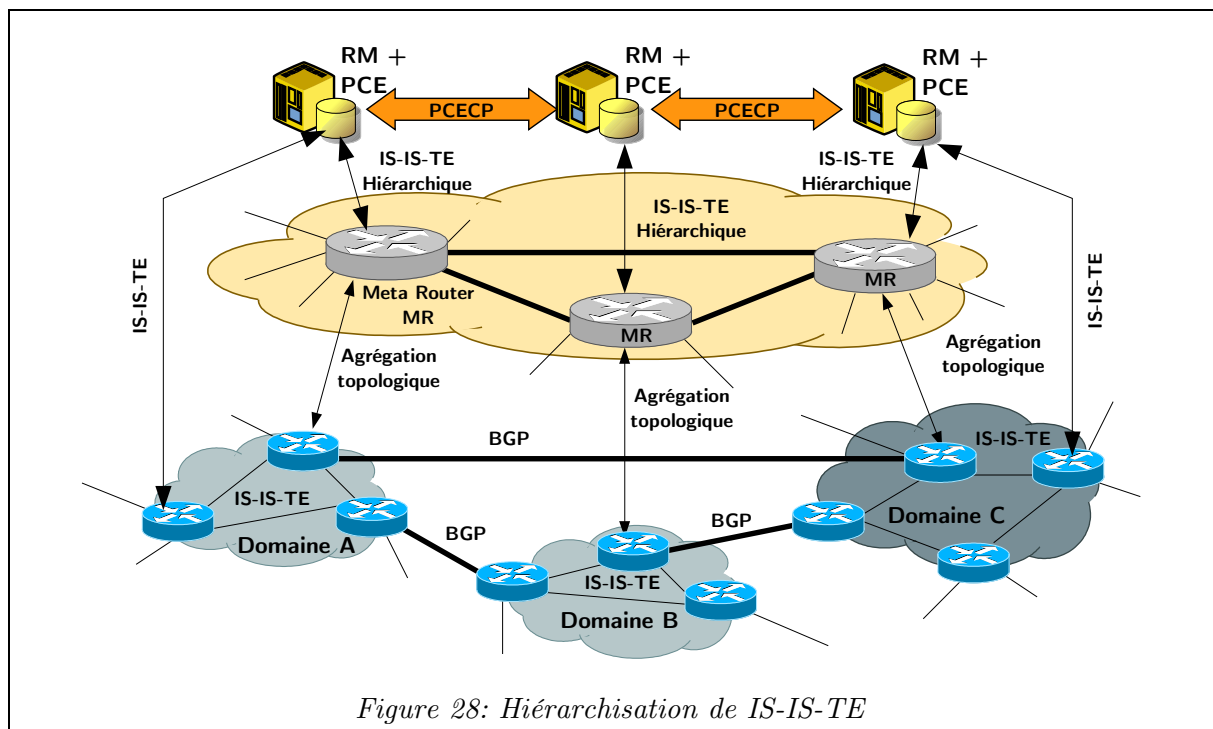 RM +
PCE
RM +
PCE
RM +
PCE
PCECP
PCECP
IS-IS-TE
Hiérarchique
IS-IS-TE
Hiérarchique
IS-IS-TE
Hiérarchique
IS-IS-TE
IS-IS-TE
Meta Router
MR
MR
MR
Agrégation
topologique
Agrégation
topologique
Agrégation
topologique
BGP
IS-IS-TE
IS-IS-TE
Domaine A
BGP
BGP
Domaine C
IS-IS-TE
Domaine B
Figure 28: Hiérarchisation de IS-IS-TE